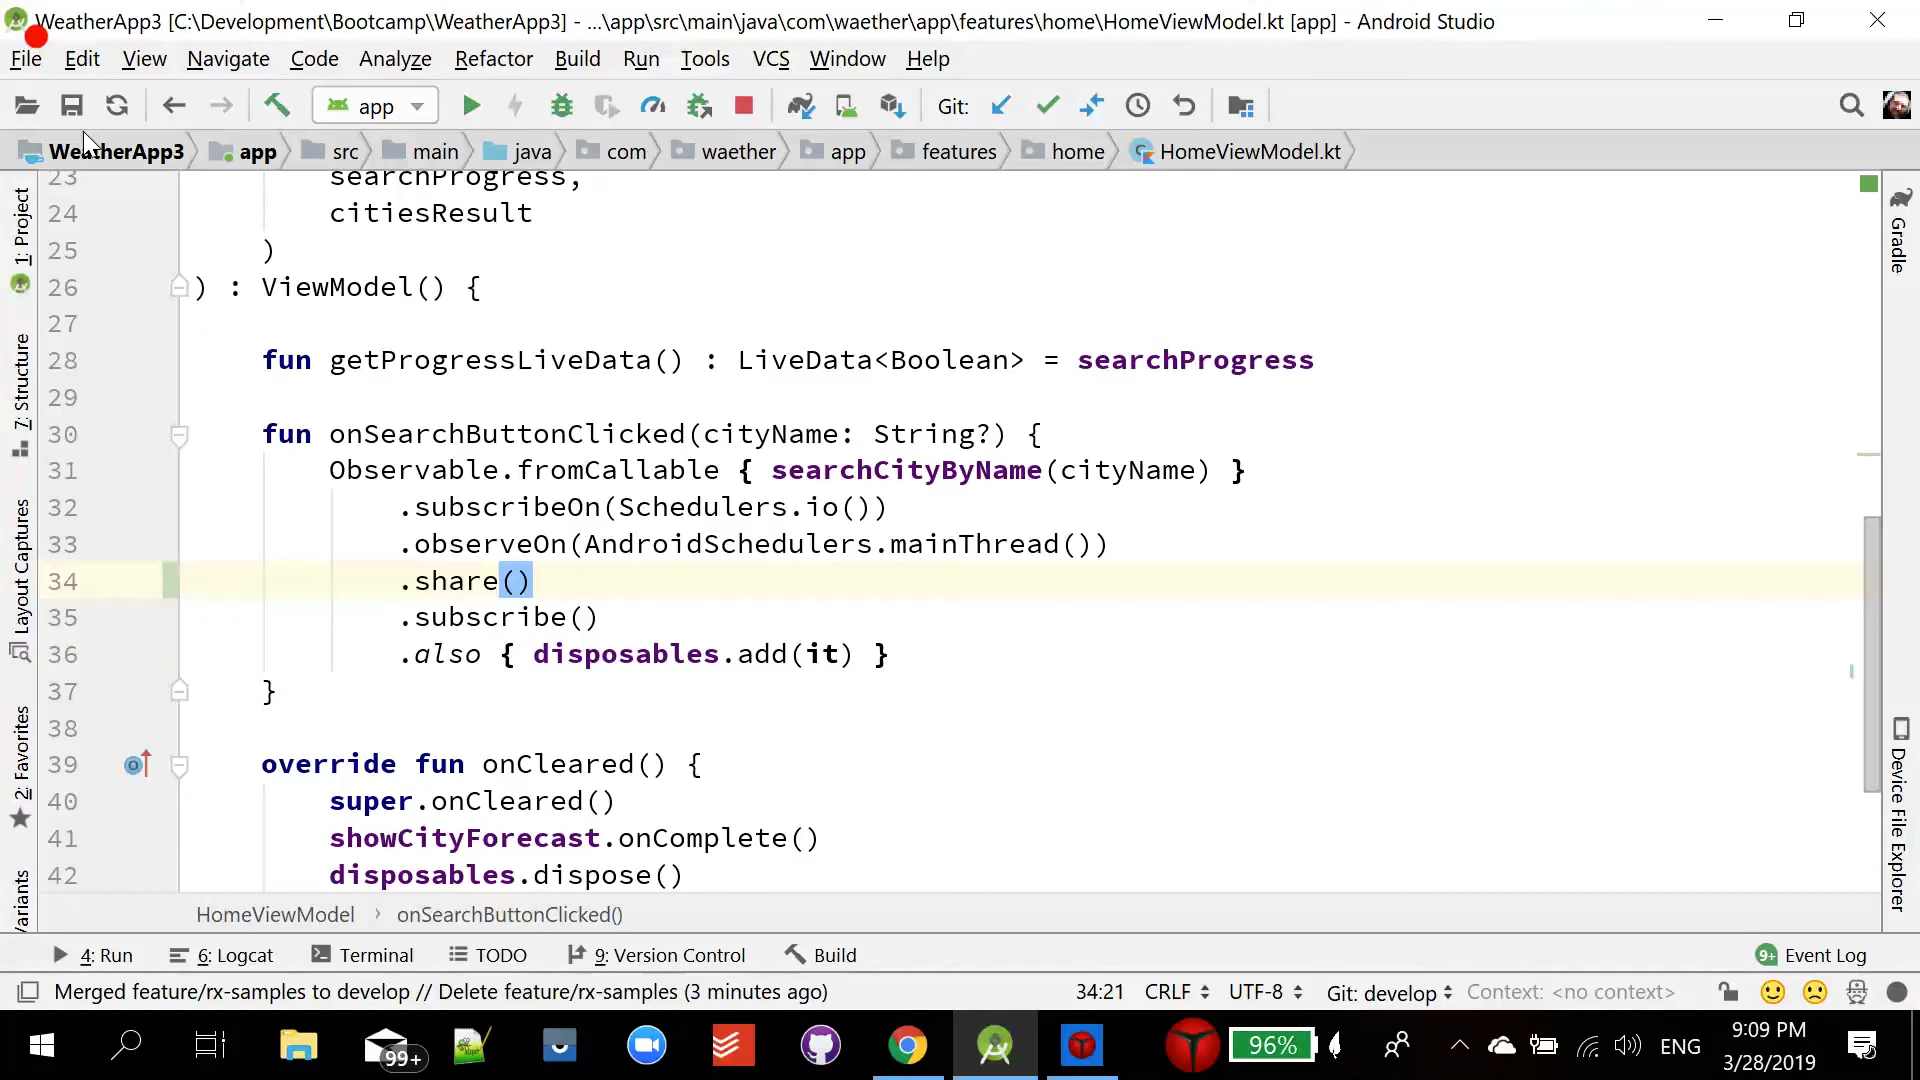 WeatherApp3 [C:\Development\Bootcamp\WeatherApp3] - ...\app\src\main\java\com\waether\app\features\home\HomeViewModel.kt [app] - Android Studio
File Edit View Navigate Code Analyze Refactor Build Run Tools VCS Window Help
app Git:
WeatherApp3 app src main java com waether app features home HomeViewModel.kt
1: Project
7: Structure
Layout Captures
2: Favorites
Variants
23 searchProgress,
24 citiesResult
25 )
26 ) : ViewModel() {
27
28 fun getProgressLiveData() : LiveData<Boolean> = searchProgress
29
30 fun onSearchButtonClicked(cityName: String?) {
31 Observable.fromCallable { searchCityByName(cityName) }
32 .subscribeOn(Schedulers.io())
33 .observeOn(AndroidSchedulers.mainThread())
34 .share()
35 .subscribe()
36 .also { disposables.add(it) }
37 }
38
39 override fun onCleared() {
40 super.onCleared()
41 showCityForecast.onComplete()
42 disposables.dispose()
Gradle
Device File Explorer
HomeViewModel › onSearchButtonClicked()
4: Run 6: Logcat Terminal TODO 9: Version Control Build 9+ Event Log
Merged feature/rx-samples to develop // Delete feature/rx-samples (3 minutes ago) 34:21 CRLF UTF-8 Git: develop Context: <no context>
99+ 96% ENG 9:09 PM
3/28/2019